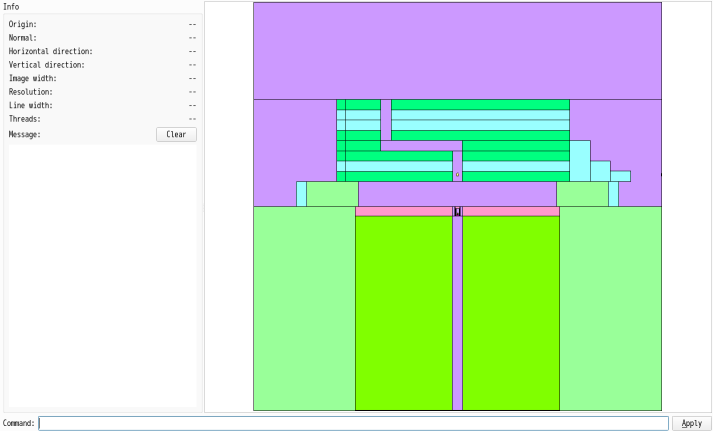 Info
Origin: --
Normal: --
Horizontal direction: --
Vertical direction: --
Image width: --
Resolution: --
Line width: --
Threads: --
Message: Clear
Command: Apply